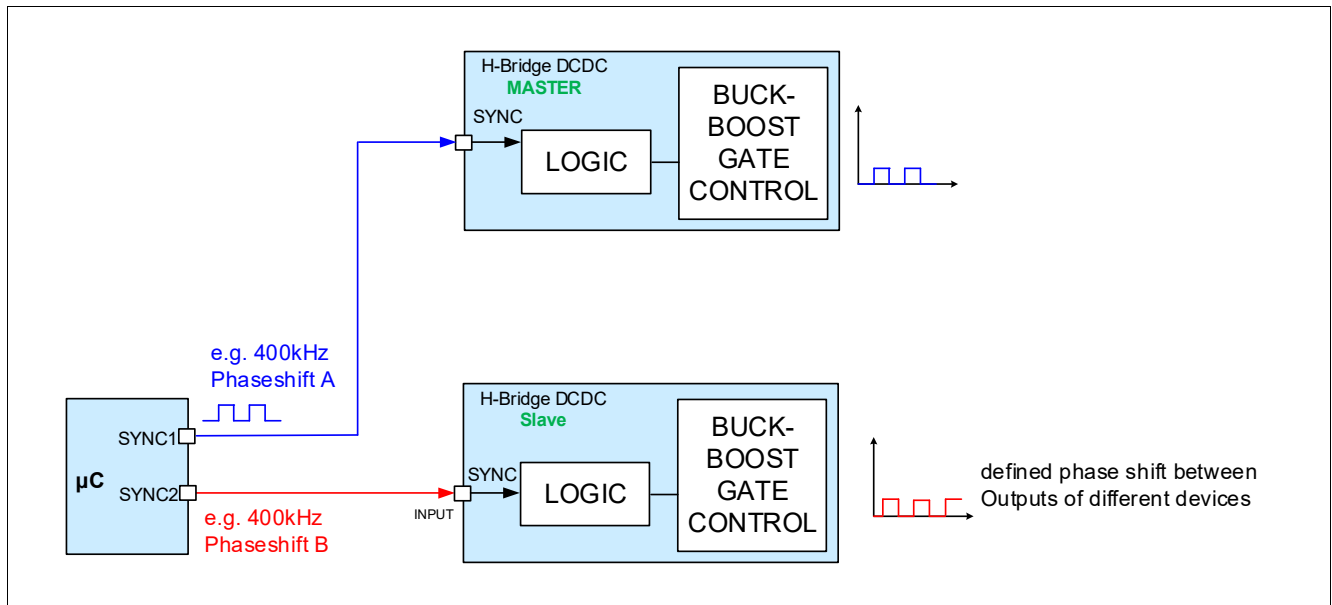 H-Bridge DCDC
MASTER
SYNC
LOGIC
BUCK-
BOOST
GATE
CONTROL
e.g. 400kHz
Phaseshift A
µC
SYNC1
SYNC2
e.g. 400kHz
Phaseshift B
H-Bridge DCDC
Slave
SYNC
INPUT
LOGIC
BUCK-
BOOST
GATE
CONTROL
defined phase shift between
Outputs of different devices